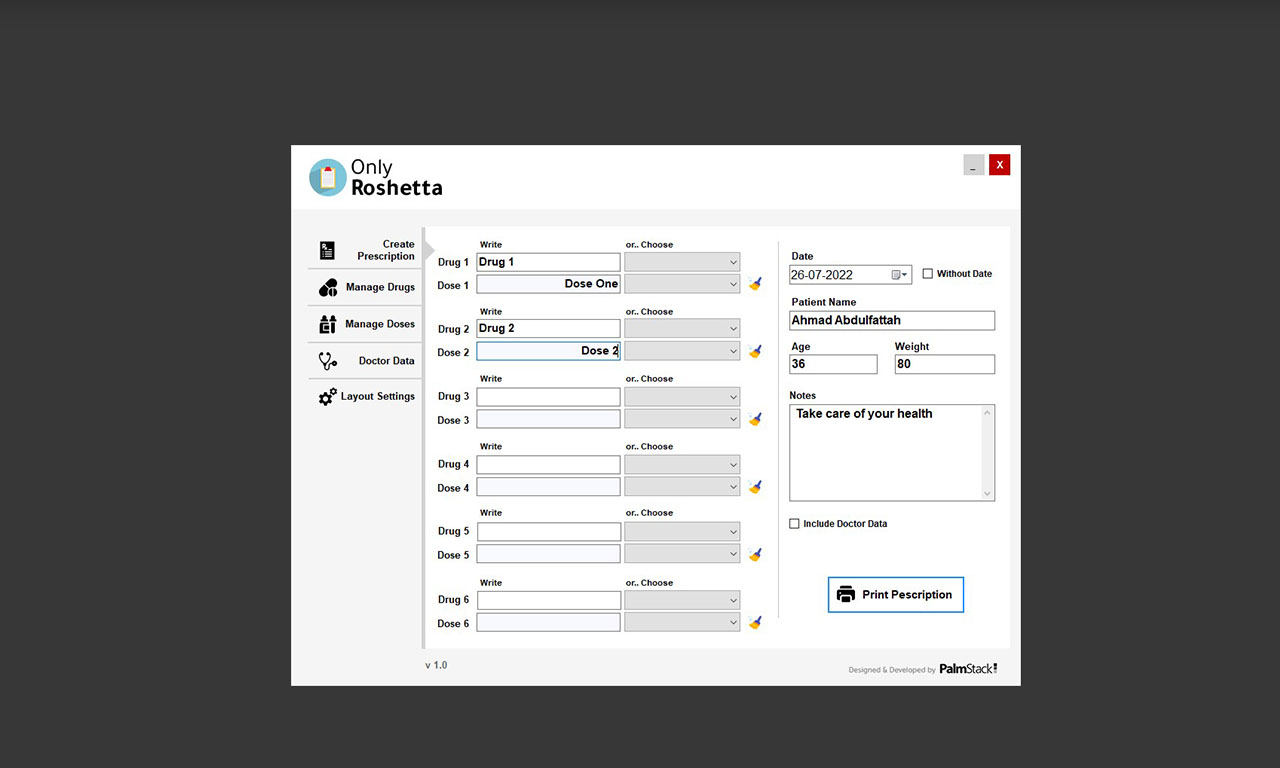 Only
Roshetta
_
X
Create
Prescription
Manage Drugs
Manage Doses
Doctor Data
Layout Settings
Write or.. Choose
Drug 1 Drug 1
Dose 1 Dose One
Write or.. Choose
Drug 2 Drug 2
Dose 2 Dose 2
Write or.. Choose
Drug 3
Dose 3
Write or.. Choose
Drug 4
Dose 4
Write or.. Choose
Drug 5
Dose 5
Write or.. Choose
Drug 6
Dose 6
Date
26-07-2022 Without Date
Patient Name
Ahmad Abdulfattah
Age Weight
36 80
Notes
Take care of your health
Include Doctor Data
Print Pescription
v 1.0
Designed & Developed by PalmStack